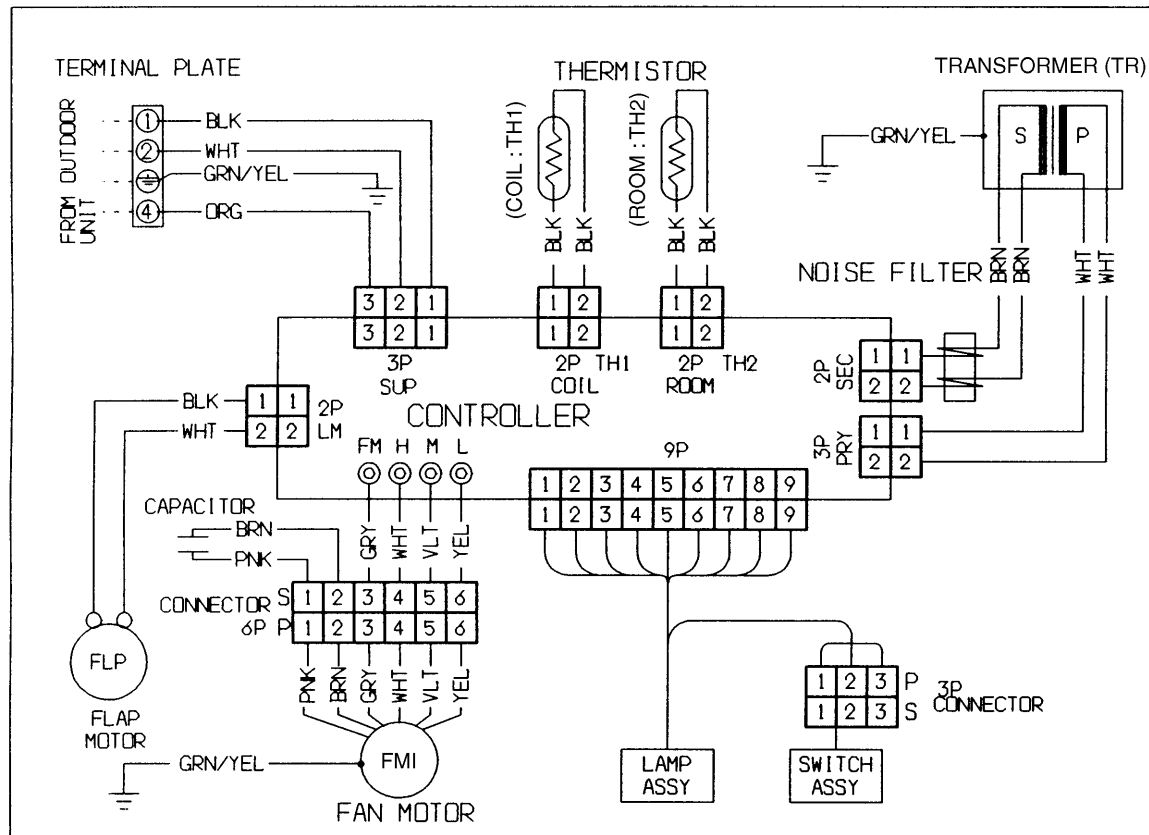 TERMINAL PLATE
THERMISTOR
TRANSFORMER (TR)
FROM OUTDOOR
UNIT
1
BLK
2
WHT
GRN/YEL
4
ORG
(COIL : TH1)
(ROOM : TH2)
BLK
BLK
BLK
BLK
GRN/YEL
S
P
NOISE FILTER
BRN
BRN
WHT
WHT
3 2 1
3 2 1
3P
SUP
1 2
1 2
2P TH1
COIL
1 2
1 2
2P TH2
ROOM
2P
SEC
1 1
2 2
3P
PRY
1 1
2 2
BLK
WHT
1 1
2 2
2P
LM
CONTROLLER
FM H M L
9P
1 2 3 4 5 6 7 8 9
1 2 3 4 5 6 7 8 9
CAPACITOR
BRN
PNK
GRY
WHT
VLT
YEL
CONNECTOR
6P
S 1 2 3 4 5 6
P 1 2 3 4 5 6
PNK
BRN
GRY
WHT
VLT
YEL
FLP
FLAP
MOTOR
GRN/YEL
FMI
FAN MOTOR
1 2 3 P
1 2 3 S
3P
CONNECTOR
LAMP
ASSY
SWITCH
ASSY